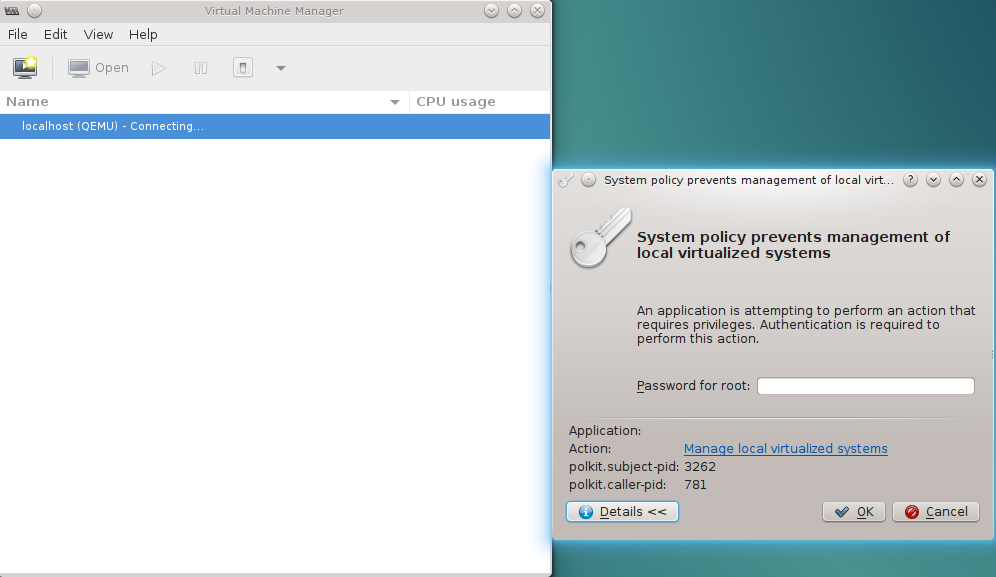 Virtual Machine Manager
File Edit View Help
Open
Name CPU usage
localhost (QEMU) - Connecting...
System policy prevents management of local virt...
System policy prevents management of
local virtualized systems
An application is attempting to perform an action that
requires privileges. Authentication is required to
perform this action.
Password for root:
Application:
Action: Manage local virtualized systems
polkit.subject-pid: 3262
polkit.caller-pid: 781
Details << OK Cancel